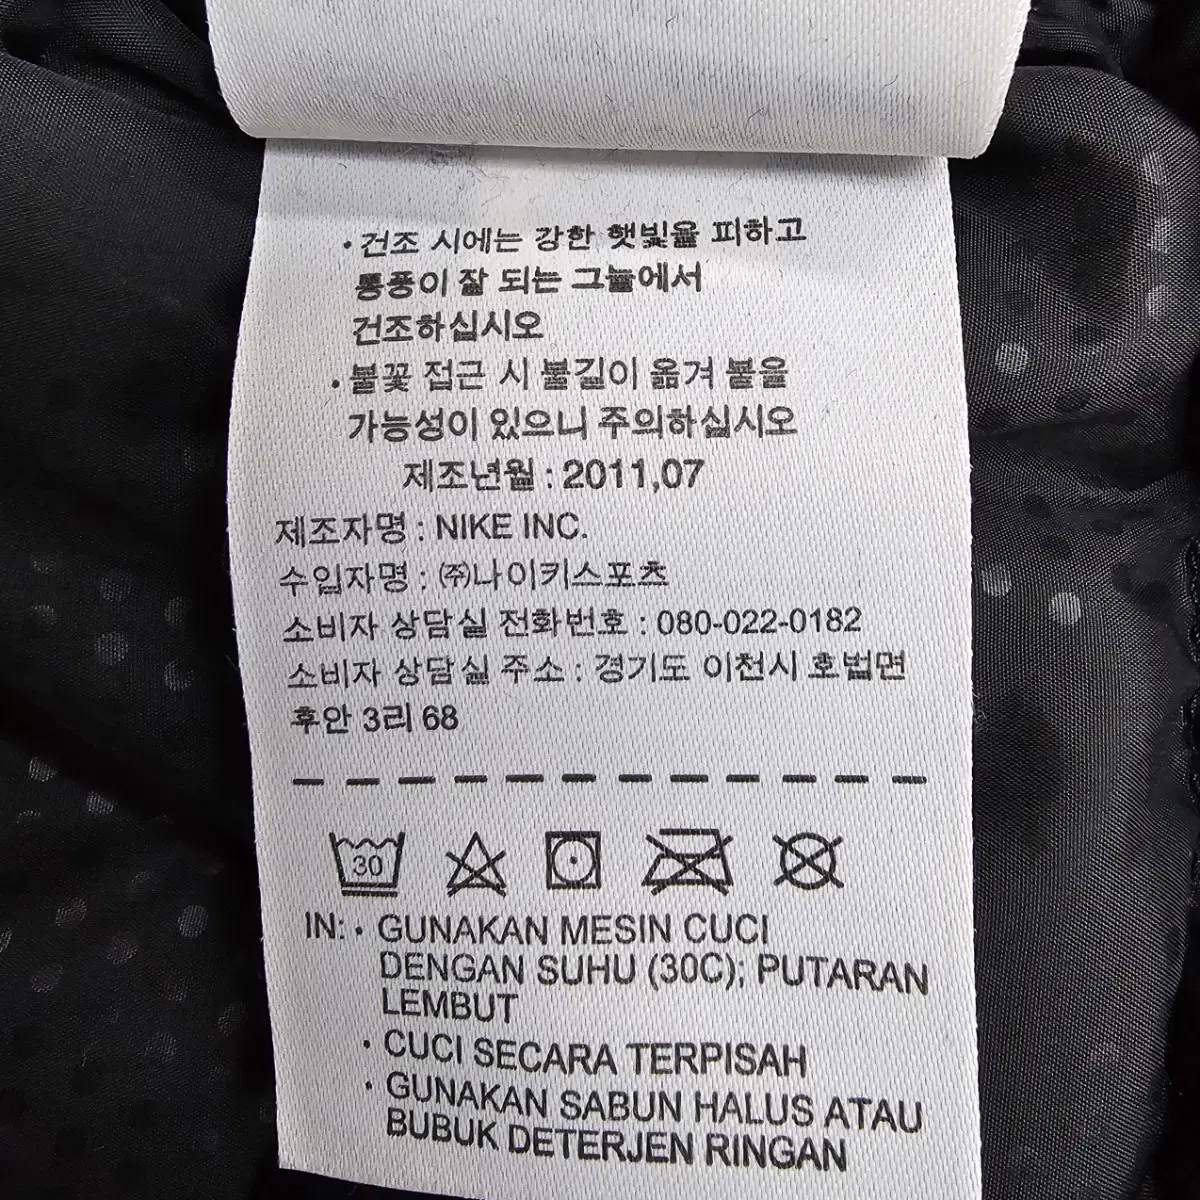 · 건조 시에는 강한 햇빛을 피하고
통풍이 잘 되는 그늘에서
건조하십시오
· 불꽃 접근 시 불길이 옮겨 붙을
가능성이 있으니 주의하십시오
제조년월 : 2011,07
제조자명 : NIKE INC.
수입자명 : ㈜나이키스포츠
소비자 상담실 전화번호 : 080-022-0182
소비자 상담실 주소 : 경기도 이천시 호법면
후안 3리 68
30
IN: · GUNAKAN MESIN CUCI
DENGAN SUHU (30C); PUTARAN
LEMBUT
· CUCI SECARA TERPISAH
· GUNAKAN SABUN HALUS ATAU
BUBUK DETERJEN RINGAN